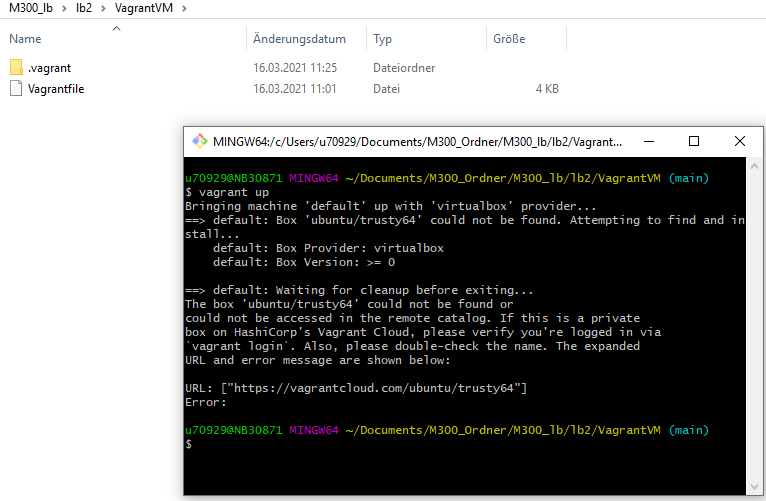 M300_lb > lb2 > VagrantVM >
Name Änderungsdatum Typ Größe
.vagrant 16.03.2021 11:25 Dateiordner
Vagrantfile 16.03.2021 11:01 Datei 4 KB
MINGW64:/c/Users/u70929/Documents/M300_Ordner/M300_lb/lb2/Vagrant...
u70929@NB30871 MINGW64 ~/Documents/M300_Ordner/M300_lb/lb2/VagrantVM (main)
$ vagrant up
Bringing machine 'default' up with 'virtualbox' provider...
==> default: Box 'ubuntu/trusty64' could not be found. Attempting to find and in
stall...
default: Box Provider: virtualbox
default: Box Version: >= 0
==> default: Waiting for cleanup before exiting...
The box 'ubuntu/trusty64' could not be found or
could not be accessed in the remote catalog. If this is a private
box on HashiCorp's Vagrant Cloud, please verify you're logged in via
`vagrant login`. Also, please double-check the name. The expanded
URL and error message are shown below:
URL: ["https://vagrantcloud.com/ubuntu/trusty64"]
Error:
u70929@NB30871 MINGW64 ~/Documents/M300_Ordner/M300_lb/lb2/VagrantVM (main)
$